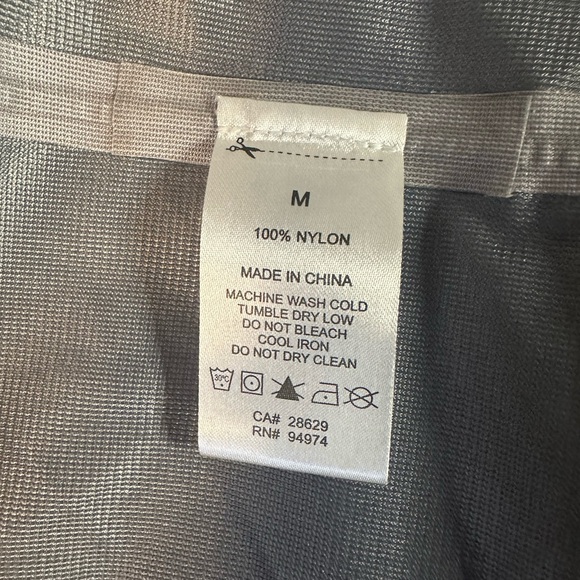 M
100% NYLON
MADE IN CHINA
MACHINE WASH COLD
TUMBLE DRY LOW
DO NOT BLEACH
COOL IRON
DO NOT DRY CLEAN
30°C
CA# 28629
RN# 94974